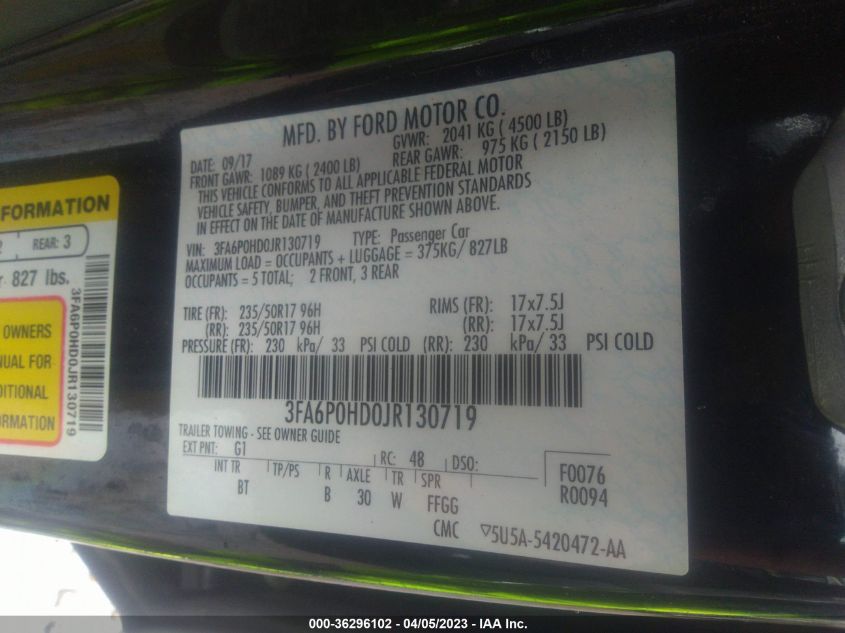 FORMATION
2 REAR: 3
r 827 lbs.
OWNERS
NUAL FOR
DITIONAL
ORMATION
3FA6P0HD0JR130719
MFD. BY FORD MOTOR CO.
DATE: 09/17 GVWR: 2041 KG ( 4500 LB)
FRONT GAWR: 1089 KG ( 2400 LB) REAR GAWR: 975 KG ( 2150 LB)
THIS VEHICLE CONFORMS TO ALL APPLICABLE FEDERAL MOTOR
VEHICLE SAFETY, BUMPER, AND THEFT PREVENTION STANDARDS
IN EFFECT ON THE DATE OF MANUFACTURE SHOWN ABOVE.
VIN: 3FA6P0HD0JR130719 TYPE: Passenger Car
MAXIMUM LOAD = OCCUPANTS + LUGGAGE = 375KG/ 827LB
OCCUPANTS = 5 TOTAL; 2 FRONT, 3 REAR
TIRE (FR): 235/50R17 96H RIMS (FR): 17x7.5J
(RR): 235/50R17 96H (RR): 17x7.5J
PRESSURE (FR): 230 kPa/ 33 PSI COLD (RR): 230 kPa/ 33 PSI COLD
3FA6P0HD0JR130719
TRAILER TOWING - SEE OWNER GUIDE
EXT PNT: G1 RC: 48 DSO: F0076
INT TR TP/PS R AXLE TR SPR R0094
BT B 30 W FFGG
CMC 5U5A-5420472-AA
000-36296102 - 04/05/2023 - IAA Inc.